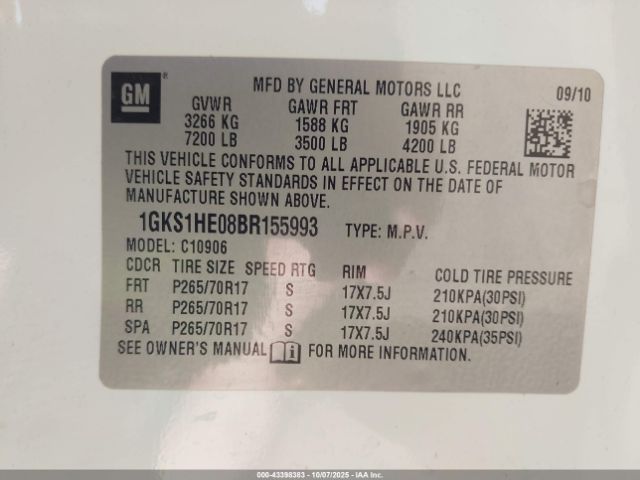 GM ®
MFD BY GENERAL MOTORS LLC
09/10
GVWR GAWR FRT GAWR RR
3266 KG 1588 KG 1905 KG
7200 LB 3500 LB 4200 LB
THIS VEHICLE CONFORMS TO ALL APPLICABLE U.S. FEDERAL MOTOR
VEHICLE SAFETY STANDARDS IN EFFECT ON THE DATE OF
MANUFACTURE SHOWN ABOVE.
1GKS1HE08BR155993 TYPE: M.P.V.
MODEL: C10906
CDCR TIRE SIZE SPEED RTG RIM COLD TIRE PRESSURE
FRT P265/70R17 S 17X7.5J 210KPA(30PSI)
RR P265/70R17 S 17X7.5J 210KPA(30PSI)
SPA P265/70R17 S 17X7.5J 240KPA(35PSI)
SEE OWNER'S MANUAL i FOR MORE INFORMATION.
000-43398383 - 10/07/2025 - IAA, Inc.